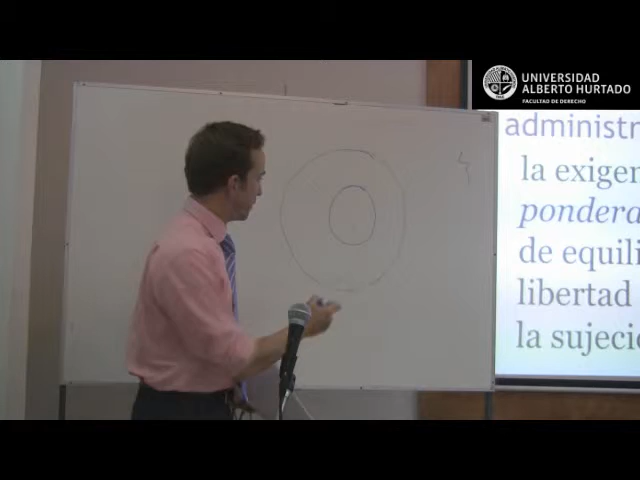 UNIVERSIDAD
ALBERTO HURTADO
FACULTAD DE DERECHO
administr
la exigen
pondera
de equili
libertad
la sujeció